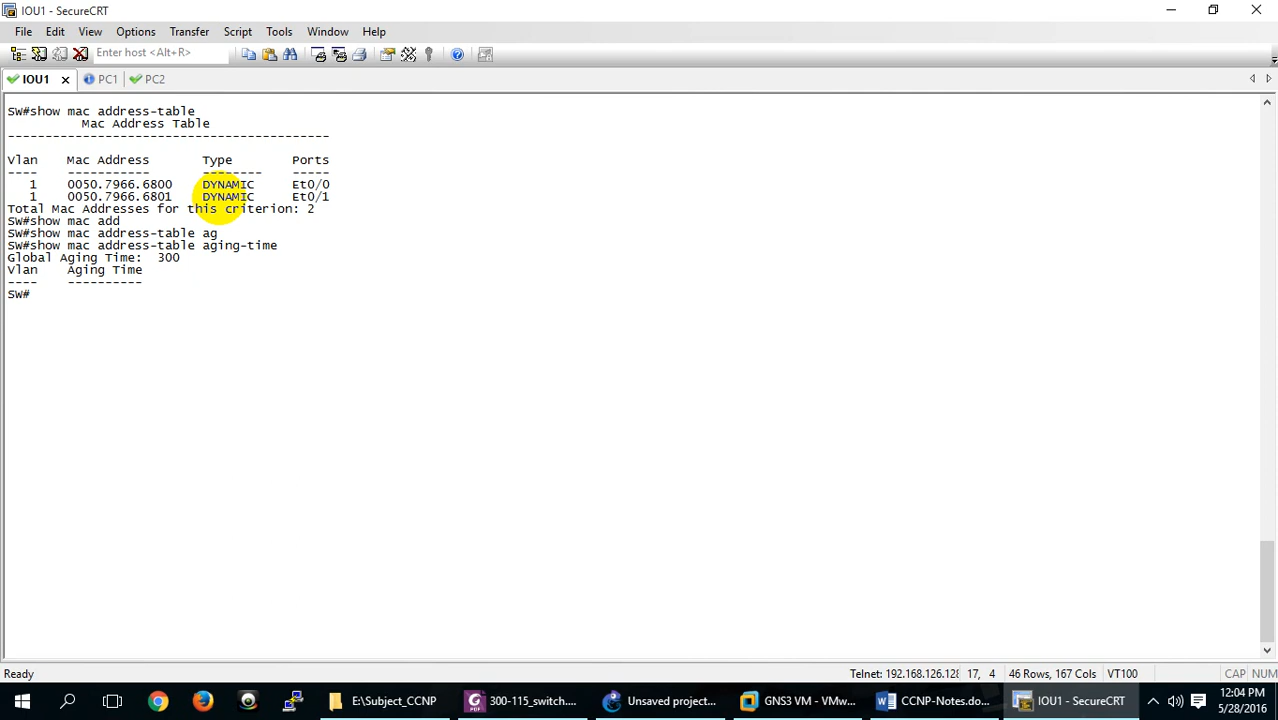 IOU1 - SecureCRT
File Edit View Options Transfer Script Tools Window Help
Enter host <Alt+R>
IOU1 PC1 PC2
SW#show mac address-table
Mac Address Table
-------------------------------------------
Vlan Mac Address Type Ports
---- ----------- -------- -----
1 0050.7966.6800 DYNAMIC Et0/0
1 0050.7966.6801 DYNAMIC Et0/1
Total Mac Addresses for this criterion: 2
SW#show mac add
SW#show mac address-table ag
SW#show mac address-table aging-time
Global Aging Time: 300
Vlan Aging Time
---- ----------
SW#
Ready Telnet: 192.168.126.128 17, 4 46 Rows, 167 Cols VT100 CAP NUM
E:\Subject_CCNP 300-115_switch.... Unsaved project... GNS3 VM - VMw... CCNP-Notes.do... IOU1 - SecureCRT 12:04 PM
5/28/2016